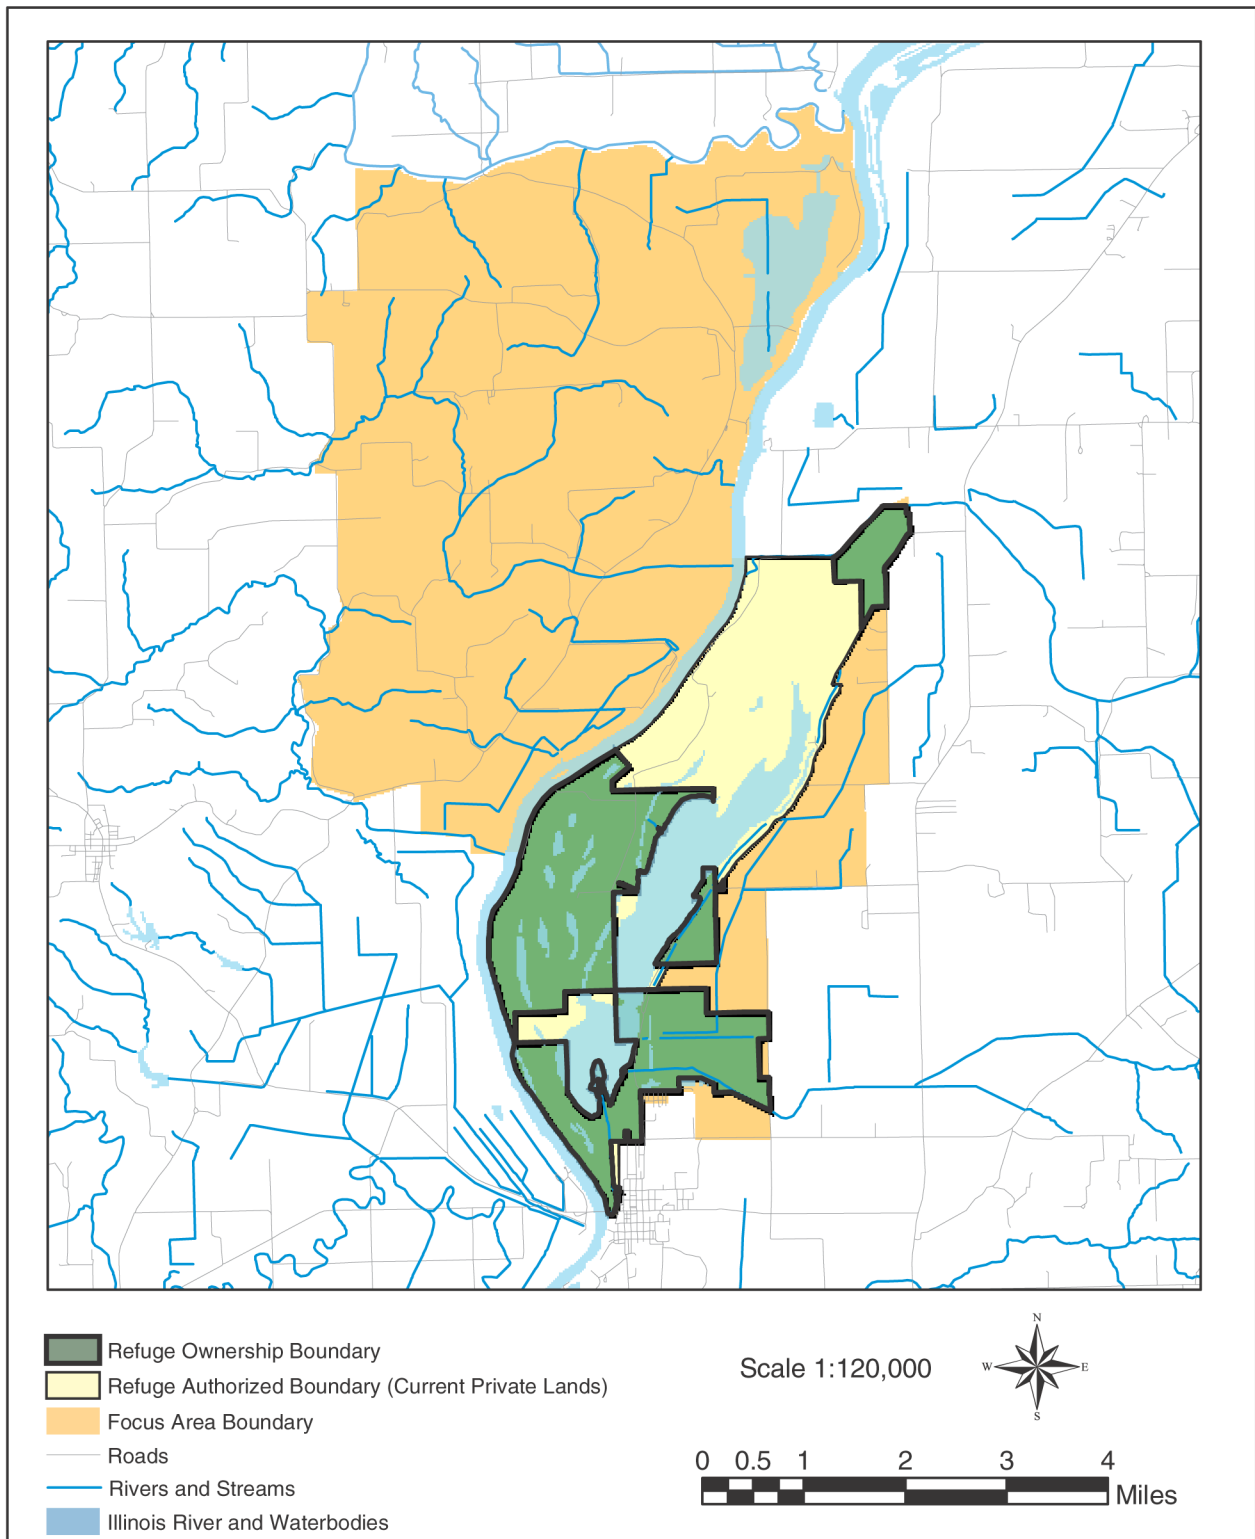 Refuge Ownership Boundary
Refuge Authorized Boundary (Current Private Lands)
Focus Area Boundary
Roads
Rivers and Streams
Illinois River and Waterbodies
Scale 1:120,000
N
W E
S
0 0.5 1 2 3 4
Miles